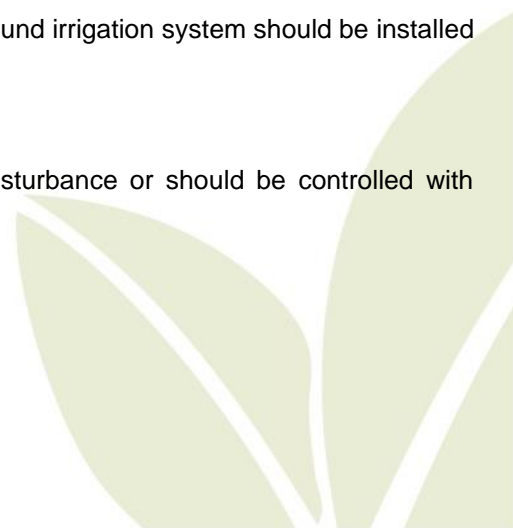 und irrigation system should be installed
sturbance or should be controlled with